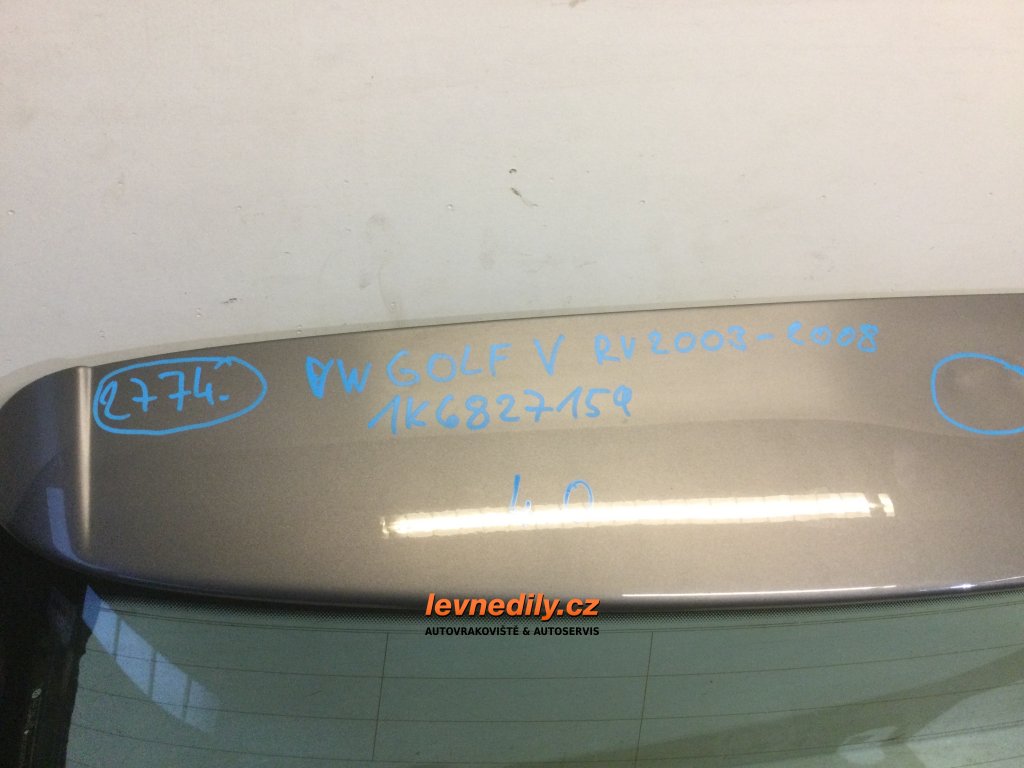 2774.
VW GOLF V RV2003-2008
1K6827159
levnedily.cz
AUTOVRAKOVIŠTĚ & AUTOSERVIS